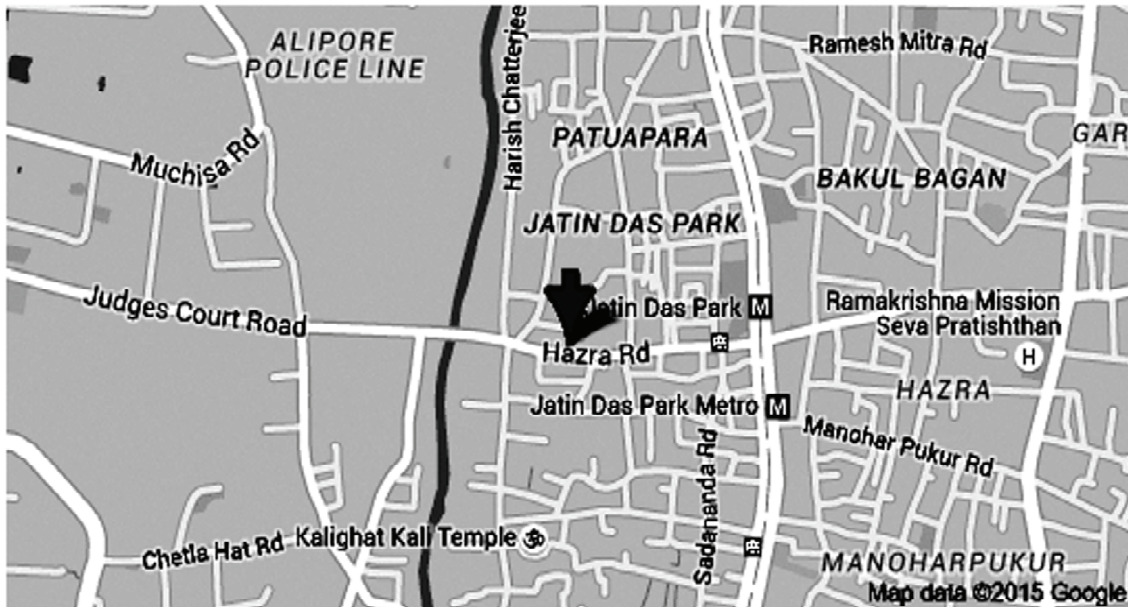 ALIPORE
POLICE LINE
Harish Chatterjee
Ramesh Mitra Rd
PATUAPARA
GAR
Muchisa Rd
BAKUL BAGAN
JATIN DAS PARK
Judges Court Road
Jatin Das Park M
Ramakrishna Mission
Seva Pratishthan
H
Hazra Rd
HAZRA
Jatin Das Park Metro M
Manohar Pukur Rd
Sadananda Rd
Kalighat Kali Temple ॐ
Chetla Hat Rd
MANOHARPUKUR
Map data ©2015 Google